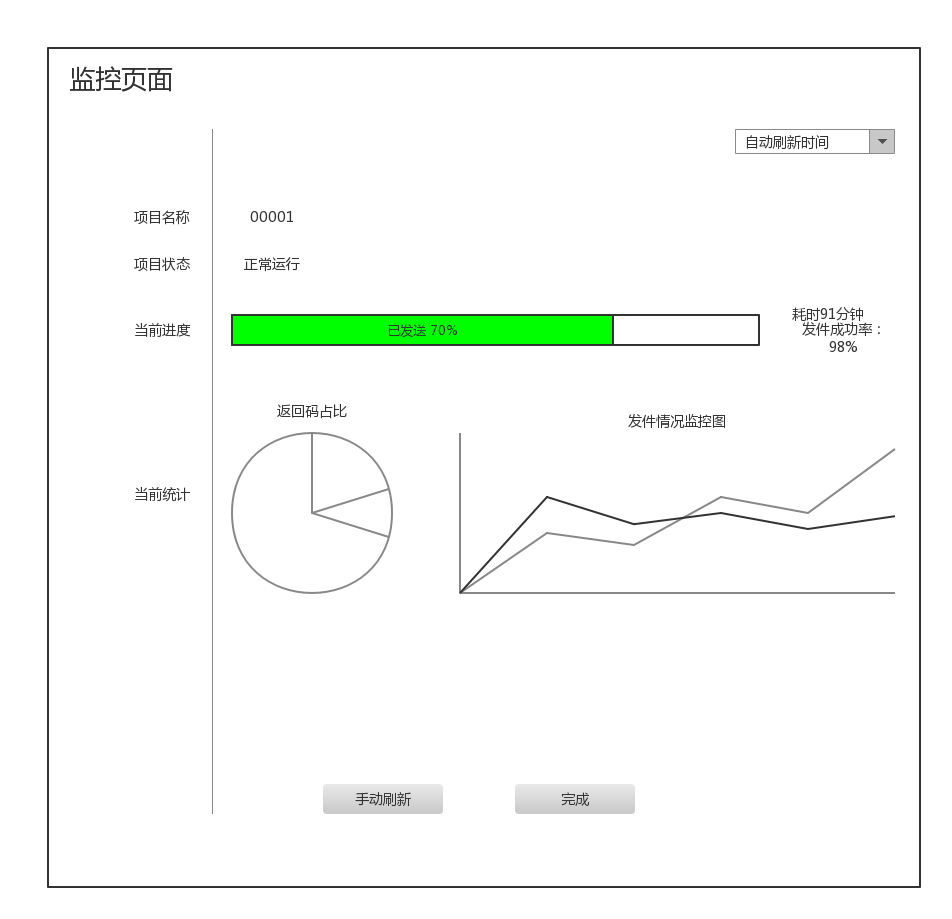 监控页面
自动刷新时间
项目名称
00001
项目状态
正常运行
当前进度
已发送 70%
耗时91分钟
发件成功率：
98%
返回码占比
发件情况监控图
当前统计
手动刷新
完成